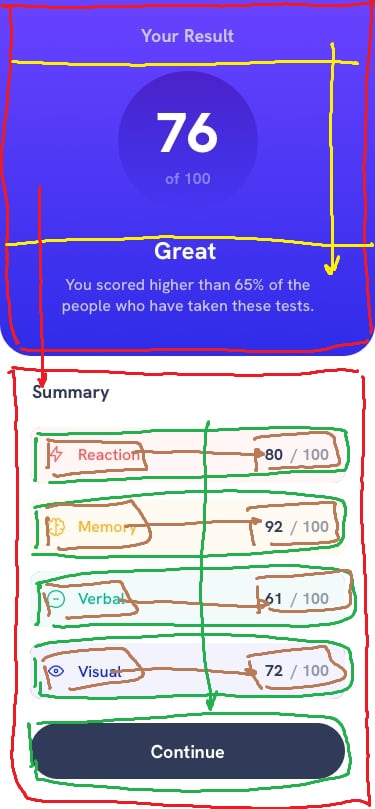 Your Result
76
of 100
Great
You scored higher than 65% of the
people who have taken these tests.
Summary
Reaction 80 / 100
Memory 92 / 100
Verbal 61 / 100
Visual 72 / 100
Continue